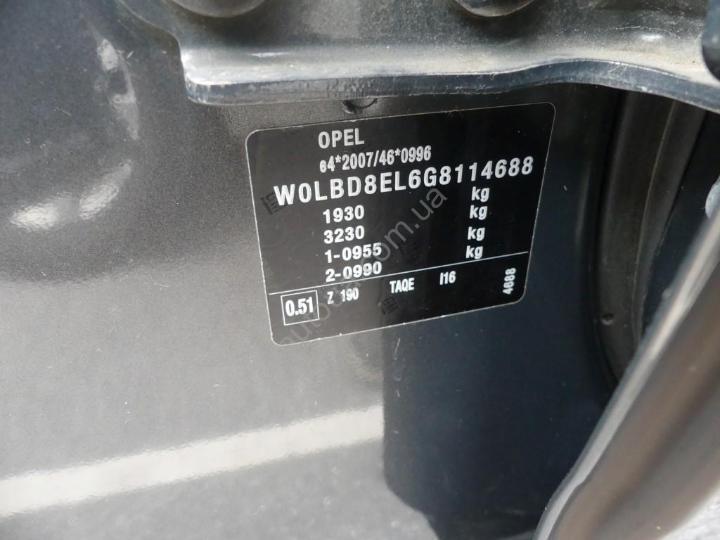 OPEL
e4*2007/46*0996
W0LBD8EL6G8114688
1930 kg
3230 kg
1-0955 kg
2-0990 kg
0.51 Z 190 TAQE I16 4688